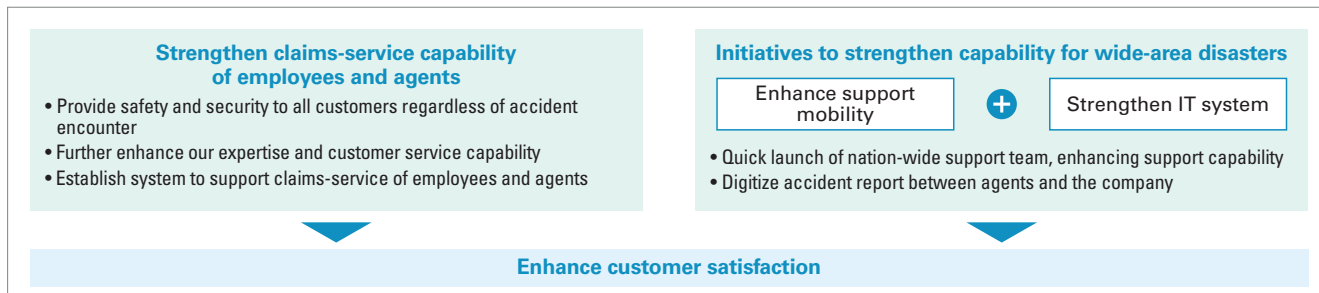 Strengthen claims-service capability
of employees and agents
• Provide safety and security to all customers regardless of accident
encounter
• Further enhance our expertise and customer service capability
• Establish system to support claims-service of employees and agents
Initiatives to strengthen capability for wide-area disasters
Enhance support
mobility
+
Strengthen IT system
• Quick launch of nation-wide support team, enhancing support capability
• Digitize accident report between agents and the company
Enhance customer satisfaction